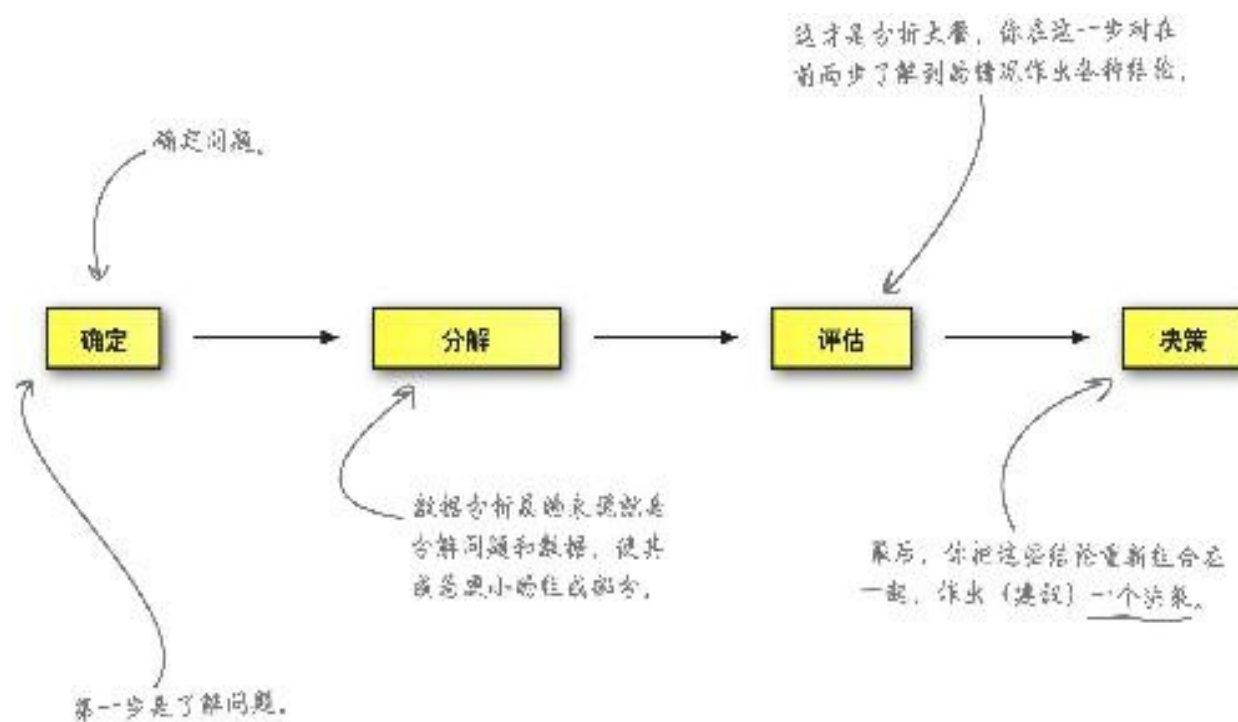 这才是分析大餐，你在这一步对在
前两步了解到的情况作出各种结论。
确定问题。
确定
分解
评估
决策
数据分析最的就是
分解问题和数据，使其
成为更小的组成部分。
最后，你把这些结论重新组合在
一起，作出（建议）一个决策。
第一步是了解问题。